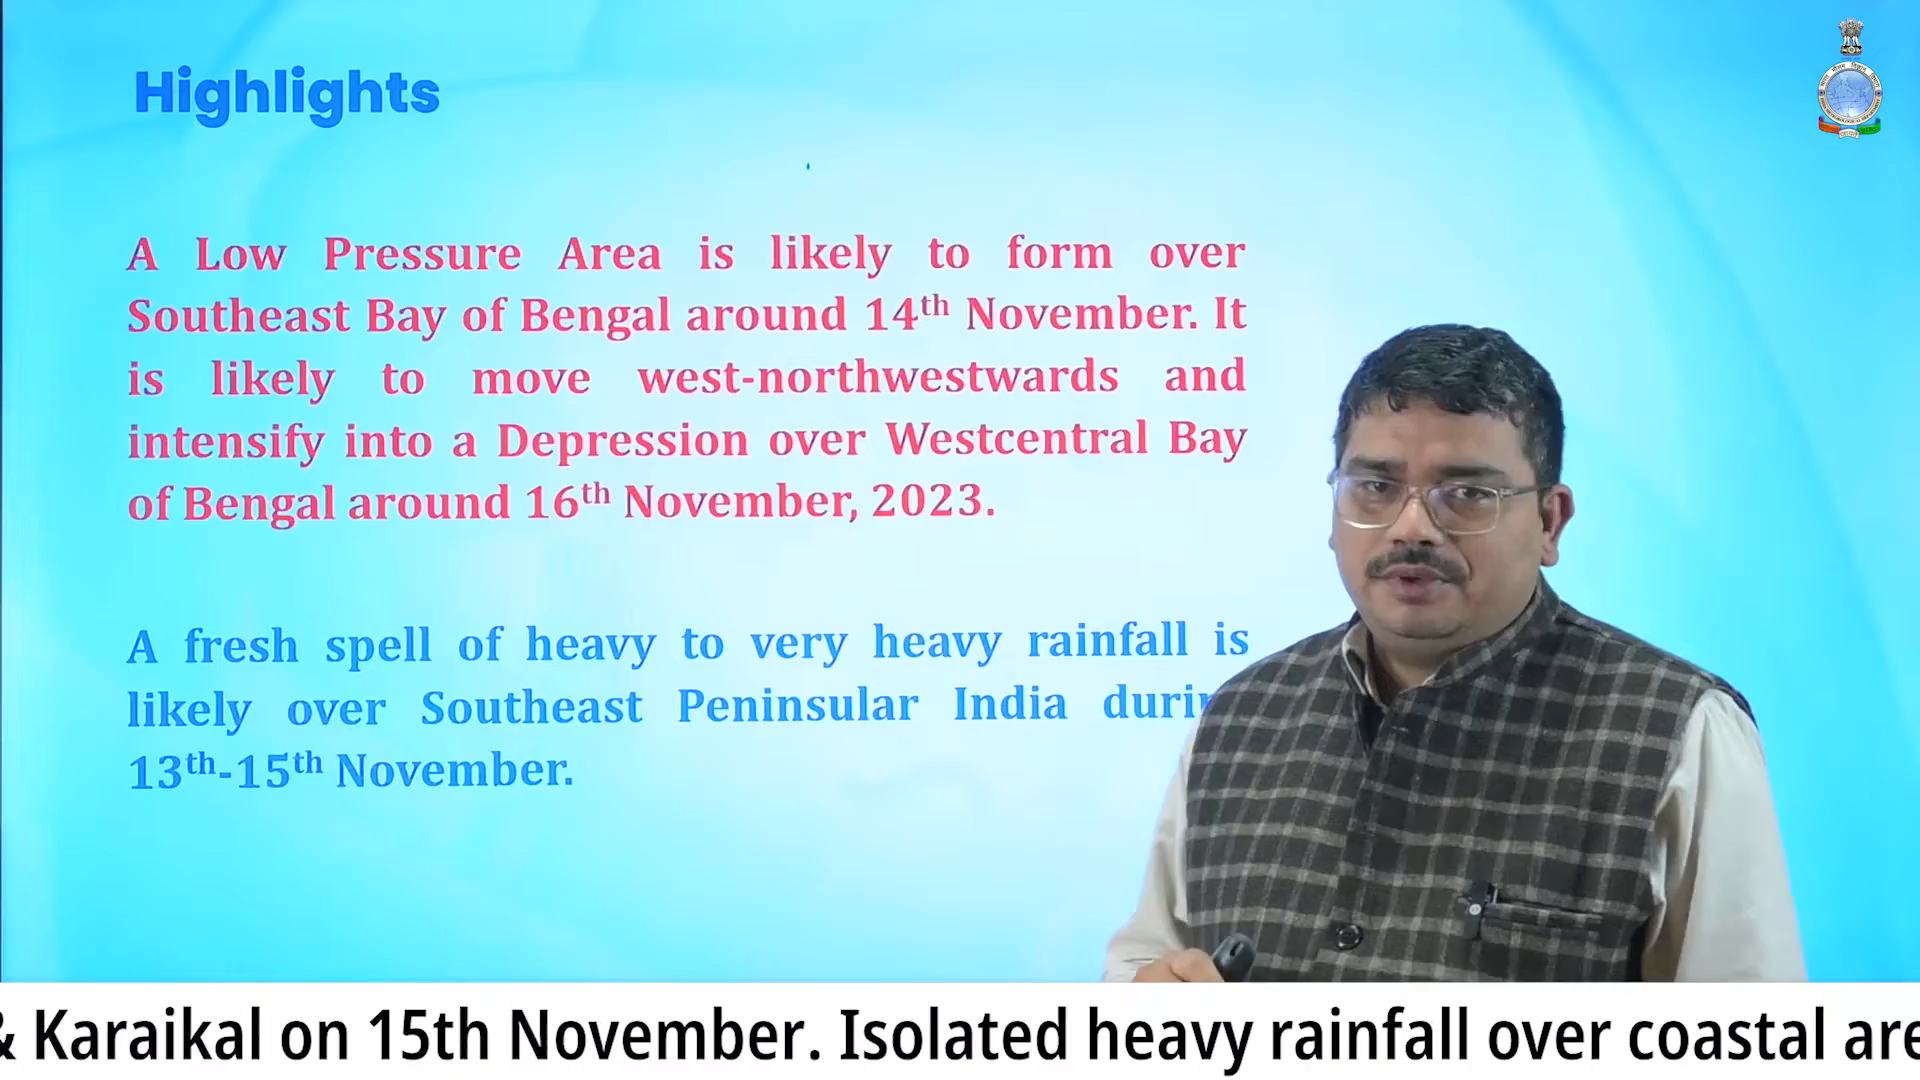 Highlights
A Low Pressure Area is likely to form over
Southeast Bay of Bengal around 14th November. It
is likely to move west-northwestwards and
intensify into a Depression over Westcentral Bay
of Bengal around 16th November, 2023.
A fresh spell of heavy to very heavy rainfall is
likely over Southeast Peninsular India
13th-15th November.
& Karaikal on 15th November. Isolated heavy rainfall over coastal